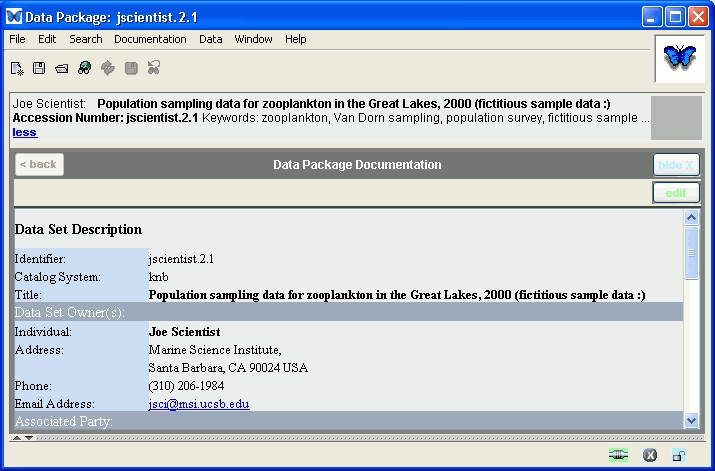 Data Package: jscientist.2.1
File Edit Search Documentation Data Window Help
Joe Scientist: Population sampling data for zooplankton in the Great Lakes, 2000 (fictitious sample data :)
Accession Number: jscientist.2.1 Keywords: zooplankton, Van Dorn sampling, population survey, fictitious sample ...
less
< back Data Package Documentation hide X
edit
Data Set Description
Identifier: jscientist.2.1
Catalog System: knb
Title: Population sampling data for zooplankton in the Great Lakes, 2000 (fictitious sample data :)
Data Set Owner(s):
Individual: Joe Scientist
Address: Marine Science Institute,
Santa Barbara, CA 90024 USA
Phone: (310) 206-1984
Email Address: jsci@msi.ucsb.edu
Associated Party: